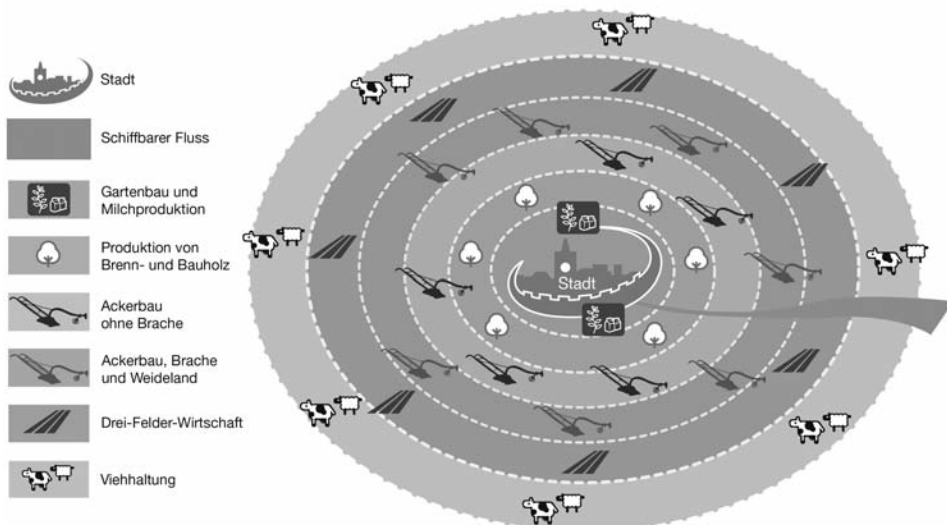 Stadt
Schiffbarer Fluss
Gartenbau und
Milchproduktion
Produktion von
Brenn- und Bauholz
Ackerbau
ohne Brache
Ackerbau, Brache
und Weideland
Drei-Felder-Wirtschaft
Viehhaltung
Stadt